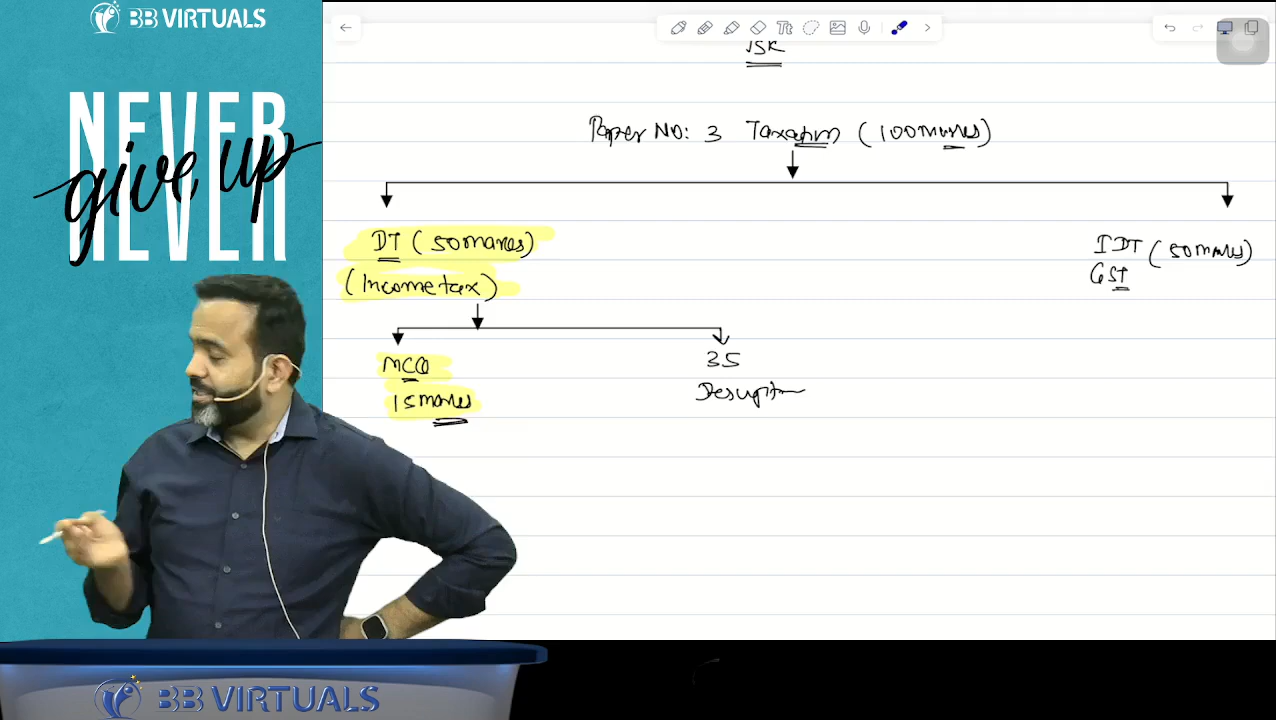 BB VIRTUALS
NEVER
give up
NEVER
JSK
Paper No: 3 Taxation (100marks)
DT (50marks)
(Income tax)
IDT (50marks)
GST
MCQ
15marks
35
Descriptive
BB VIRTUALS